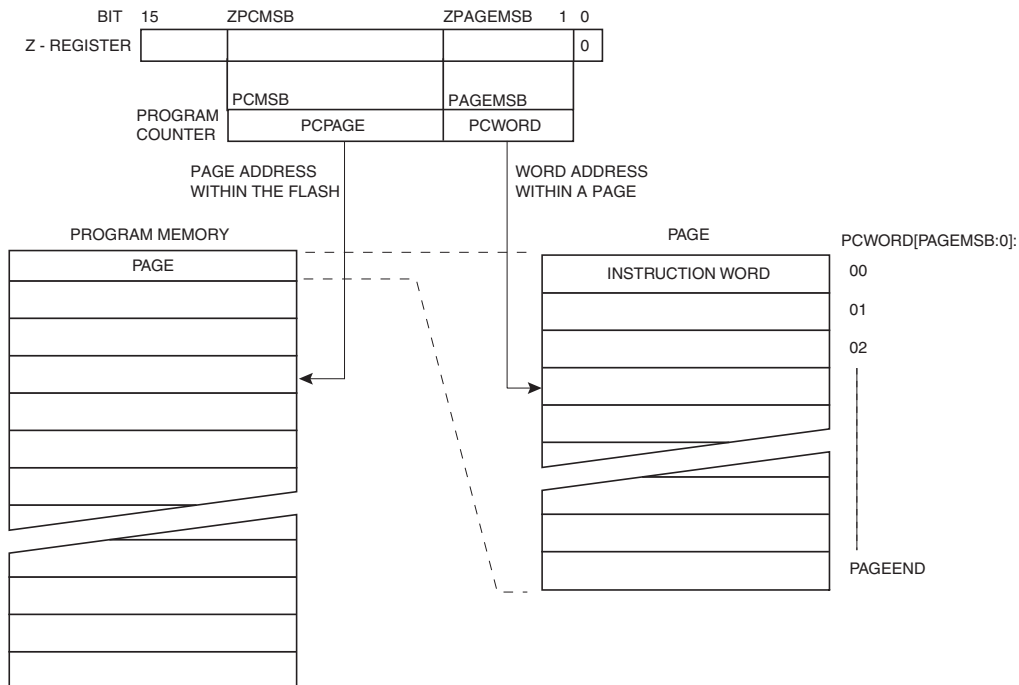 BIT 15 ZPCMSB ZPAGEMSB 1 0
Z - REGISTER 0
PCMSB PAGEMSB
PROGRAM
COUNTER
PCPAGE PCWORD
PAGE ADDRESS
WITHIN THE FLASH
WORD ADDRESS
WITHIN A PAGE
PROGRAM MEMORY
PAGE
PAGE
PCWORD[PAGEMSB:0]:
INSTRUCTION WORD
00
01
02
PAGEEND